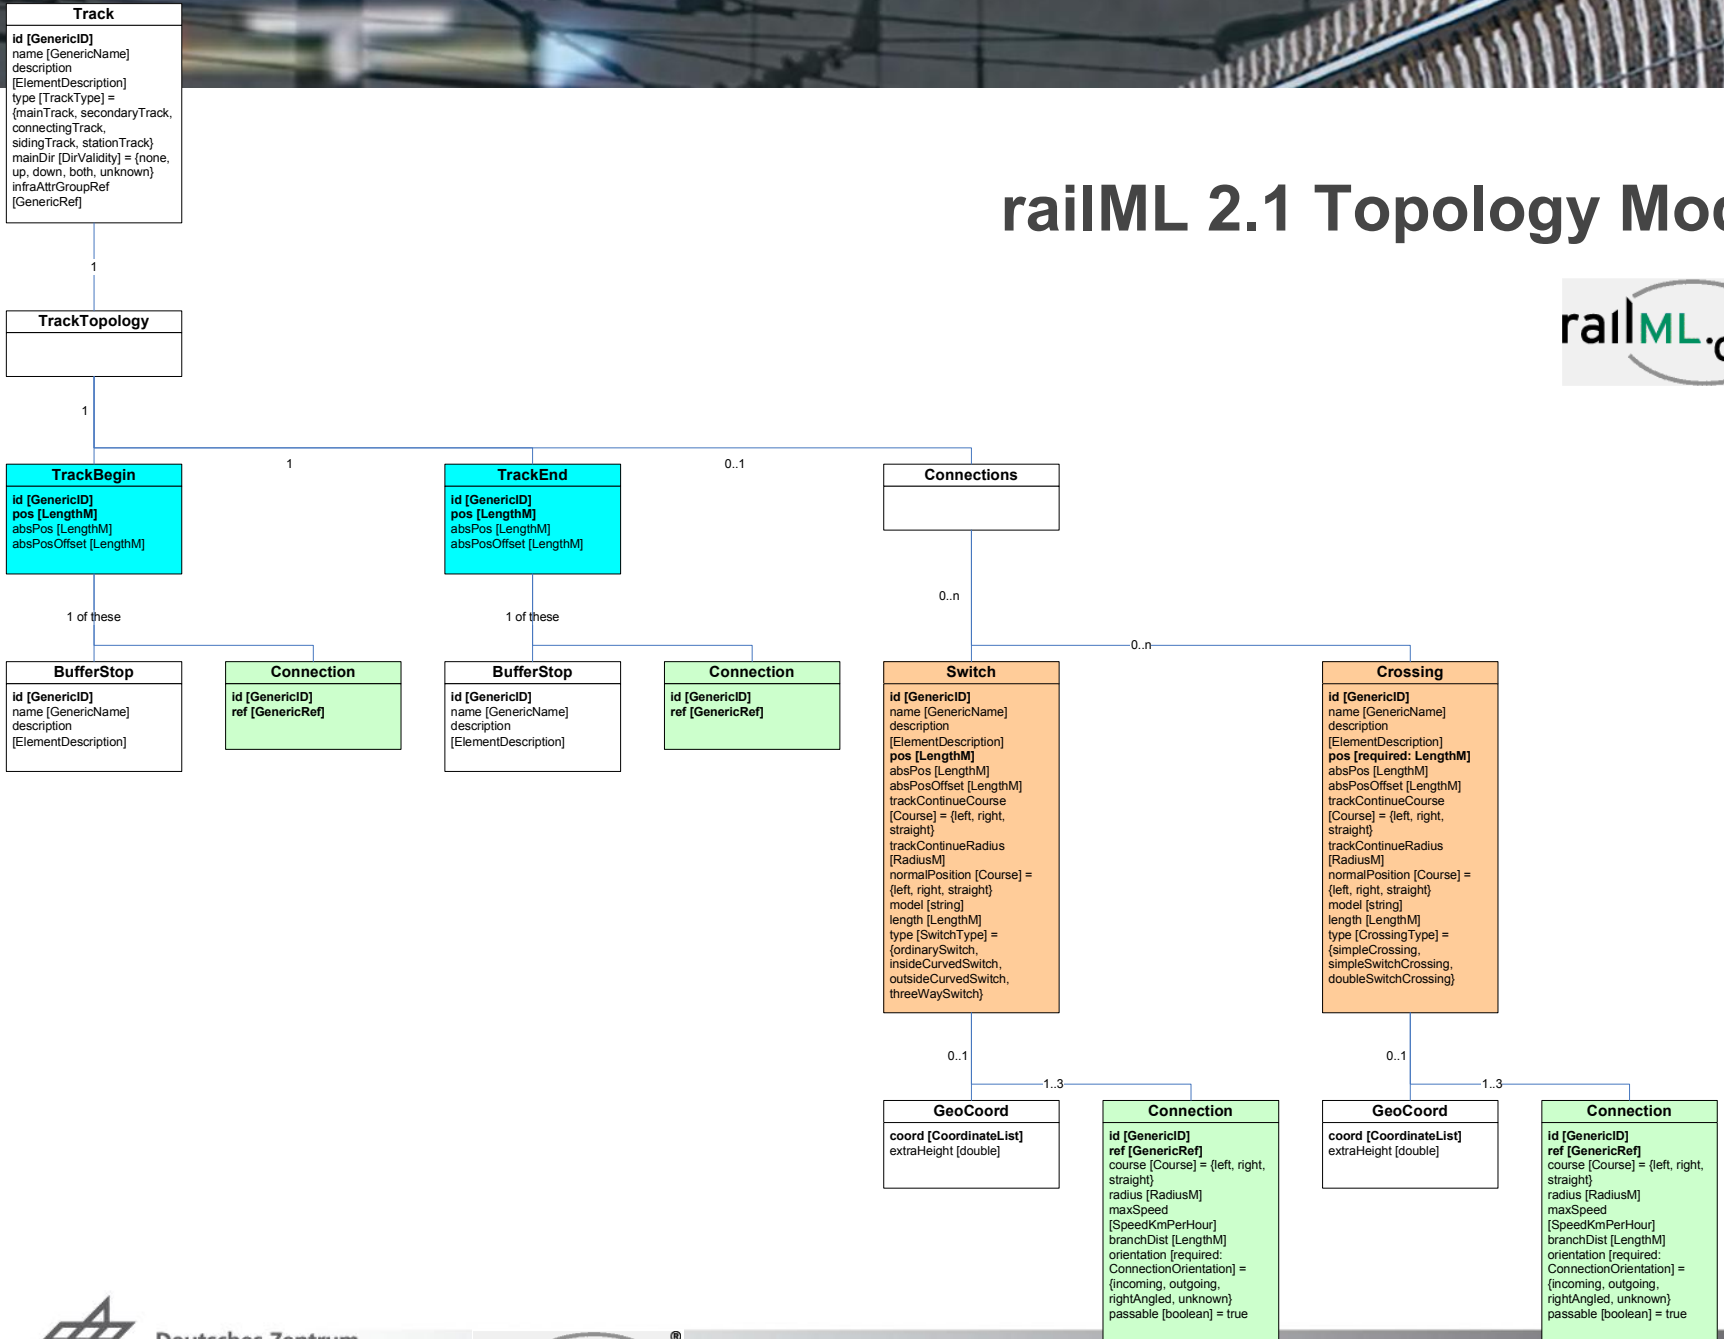 Track
id [GenericID]
name [GenericName]
description
[ElementDescription]
type [TrackType] =
{mainTrack, secondaryTrack,
connectingTrack,
sidingTrack, stationTrack}
mainDir [DirValidity] = {none,
up, down, both, unknown}
infraAttrGroupRef
[GenericRef]
railML 2.1 Topology
1
TrackTopology
railML.
1
1
0..1
TrackBegin
id [GenericID]
pos [LengthM]
absPos [LengthM]
absPosOffset [LengthM]
TrackEnd
id [GenericID]
pos [LengthM]
absPos [LengthM]
absPosOffset [LengthM]
Connections
1 of these
1 of these
0..n
0..n
BufferStop
id [GenericID]
name [GenericName]
description
[ElementDescription]
Connection
id [GenericID]
ref [GenericRef]
BufferStop
id [GenericID]
name [GenericName]
description
[ElementDescription]
Connection
id [GenericID]
ref [GenericRef]
Switch
id [GenericID]
name [GenericName]
description
[ElementDescription]
pos [LengthM]
absPos [LengthM]
absPosOffset [LengthM]
trackContinueCourse
[Course] = {left, right,
straight}
trackContinueRadius
[RadiusM]
normalPosition [Course] =
{left, right, straight}
model [string]
length [LengthM]
type [SwitchType] =
{ordinarySwitch,
insideCurvedSwitch,
outsideCurvedSwitch,
threeWaySwitch}
Crossing
id [GenericID]
name [GenericName]
description
[ElementDescription]
pos [required: LengthM]
absPos [LengthM]
absPosOffset [LengthM]
trackContinueCourse
[Course] = {left, right,
straight}
trackContinueRadius
[RadiusM]
normalPosition [Course] =
{left, right, straight}
model [string]
length [LengthM]
type [CrossingType] =
{simpleCrossing,
simpleSwitchCrossing,
doubleSwitchCrossing}
0..1
1..3
0..1
1..3
GeoCoord
coord [CoordinateList]
extraHeight [double]
Connection
id [GenericID]
ref [GenericRef]
course [Course] = {left, right,
straight}
radius [RadiusM]
maxSpeed
[SpeedKmPerHour]
branchDist [LengthM]
orientation [required:
ConnectionOrientation] =
{incoming, outgoing,
rightAngled, unknown}
passable [boolean] = true
GeoCoord
coord [CoordinateList]
extraHeight [double]
Connection
id [GenericID]
ref [GenericRef]
course [Course] = {left, right,
straight}
radius [RadiusM]
maxSpeed
[SpeedKmPerHour]
branchDist [LengthM]
orientation [required:
ConnectionOrientation] =
{incoming, outgoing,
rightAngled, unknown}
passable [boolean] = true
Deutsches Zentrum
®